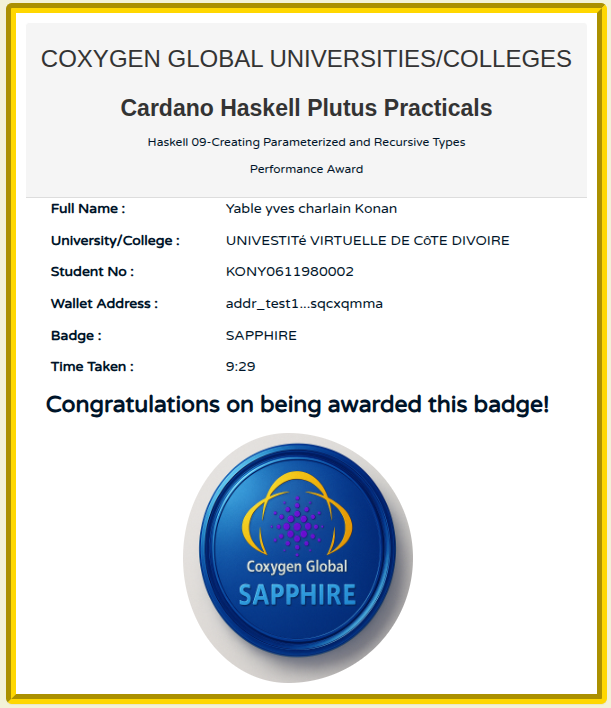 COXYGEN GLOBAL UNIVERSITIES/COLLEGES
Cardano Haskell Plutus Practicals
Haskell 09-Creating Parameterized and Recursive Types
Performance Award
Full Name : Yable yves charlain Konan
University/College : UNIVESTITé VIRTUELLE DE CôTE DIVOIRE
Student No : KONY0611980002
Wallet Address : addr_test1...sqcxqmma
Badge : SAPPHIRE
Time Taken : 9:29
Congratulations on being awarded this badge!
Coxygen Global
SAPPHIRE